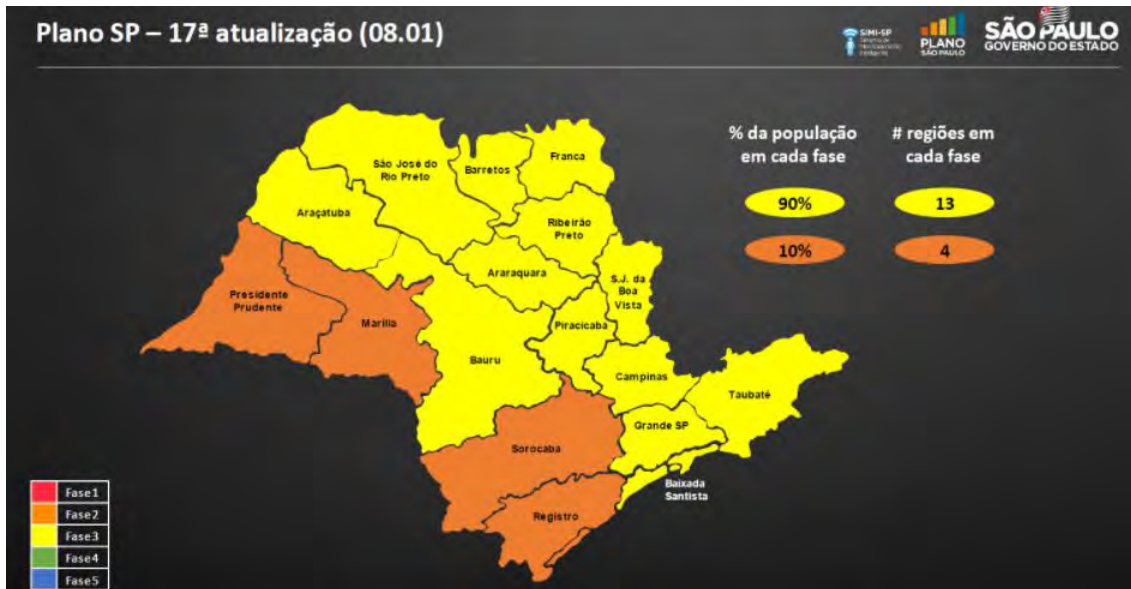 Plano SP – 17ª atualização (08.01)
SIMI-SP
PLANO
SÃO PAULO
SÃO PAULO
GOVERNO DO ESTADO
% da população
em cada fase
# regiões em
cada fase
90%
13
10%
4
Franca
São José do
Rio Preto
Barretos
Araçatuba
Ribeirão
Preto
Araraquara
S.J. da
Boa
Vista
Presidente
Prudente
Marília
Piracicaba
Bauru
Campinas
Taubaté
Grande SP
Sorocaba
Baixada
Santista
Registro
Fase1
Fase2
Fase3
Fase4
Fase5